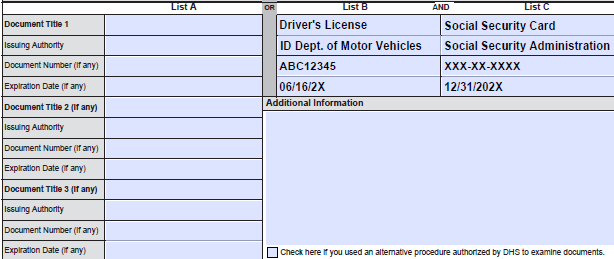 List A OR List B AND List C
Document Title 1 Driver's License Social Security Card
Issuing Authority ID Dept. of Motor Vehicles Social Security Administration
Document Number (if any) ABC12345 XXX-XX-XXXX
Expiration Date (if any) 06/16/2X 12/31/202X
Document Title 2 (if any) Additional Information
Issuing Authority
Document Number (if any)
Expiration Date (if any)
Document Title 3 (if any)
Issuing Authority
Document Number (if any)
Expiration Date (if any) Check here if you used an alternative procedure authorized by DHS to examine documents.